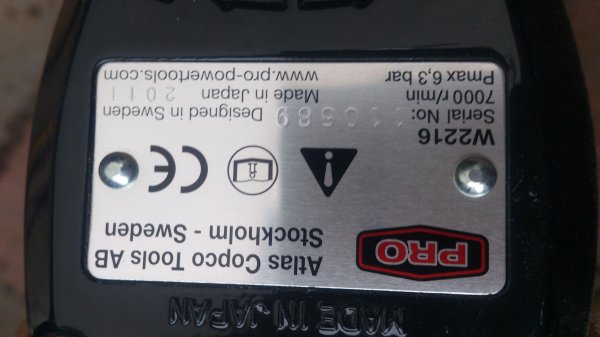 MADE IN JAPAN
PRO
Atlas Copco Tools AB
Stockholm - Sweden
CE
W2216
Serial No: Designed in Sweden
7000 r/min Made in Japan 2011
Pmax 6,3 bar www.pro-powertools.com